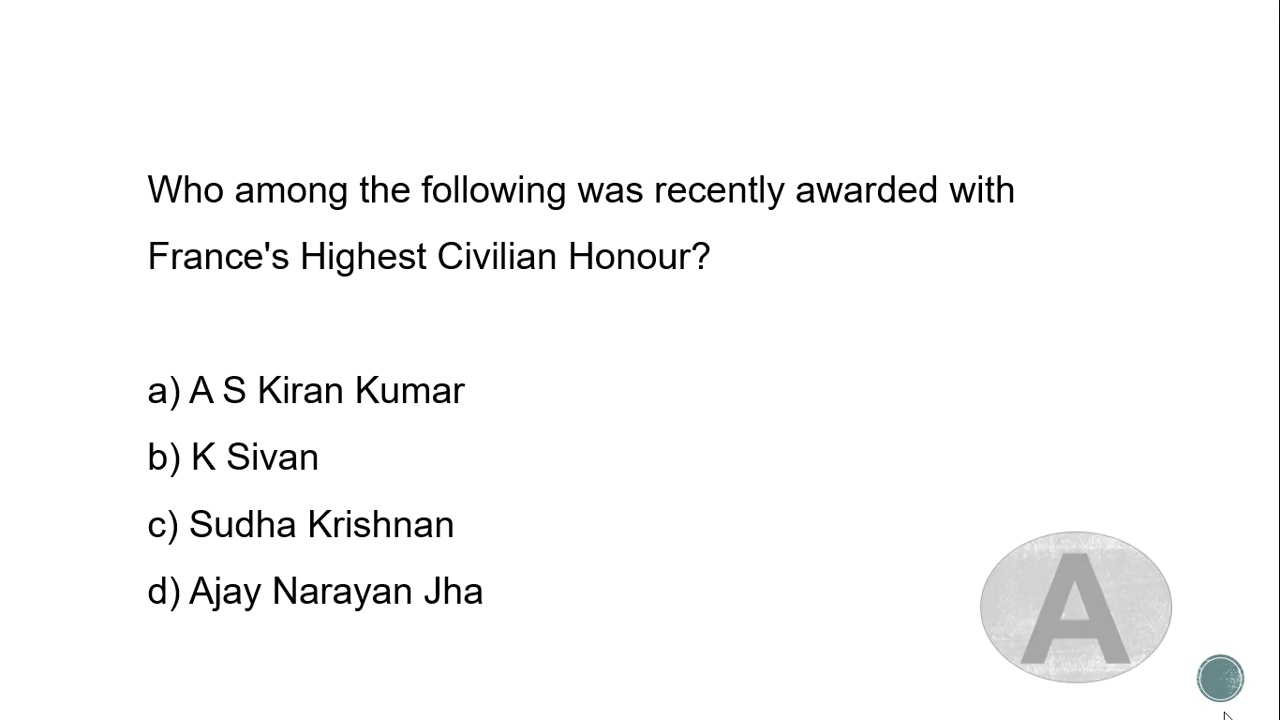 Who among the following was recently awarded with
France's Highest Civilian Honour?
a) A S Kiran Kumar
b) K Sivan
c) Sudha Krishnan
d) Ajay Narayan Jha
A